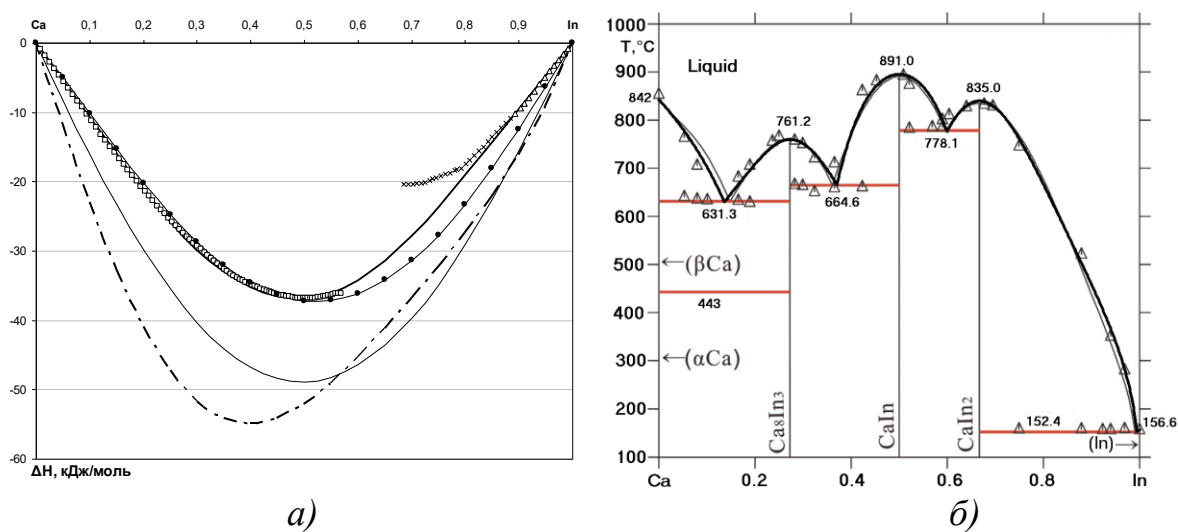 Ca 0,1 0,2 0,3 0,4 0,5 0,6 0,7 0,8 0,9 In
0
-10
-20
-30
-40
-50
-60
ΔH, кДж/моль
а)
1000
T,°C
900
800
700
600
500
400
300
200
100
Liquid
842
891.0
835.0
761.2
778.1
664.6
631.3
(βCa)
443
(αCa)
Ca₈In₃
CaIn
CaIn₂
152.4
156.6
(In)
Ca 0.2 0.4 0.6 0.8 In
б)